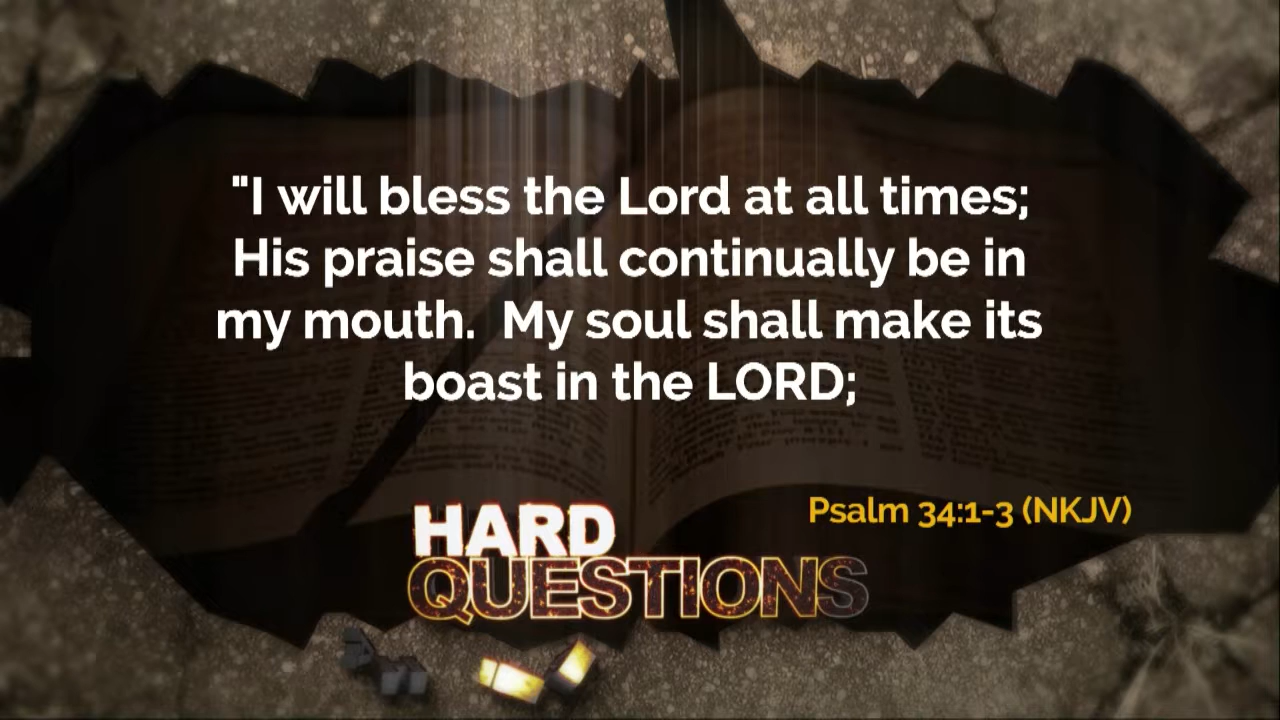 "I will bless the Lord at all times;
His praise shall continually be in
my mouth.  My soul shall make its
boast in the LORD;
Psalm 34:1-3 (NKJV)
HARD
QUESTIONS